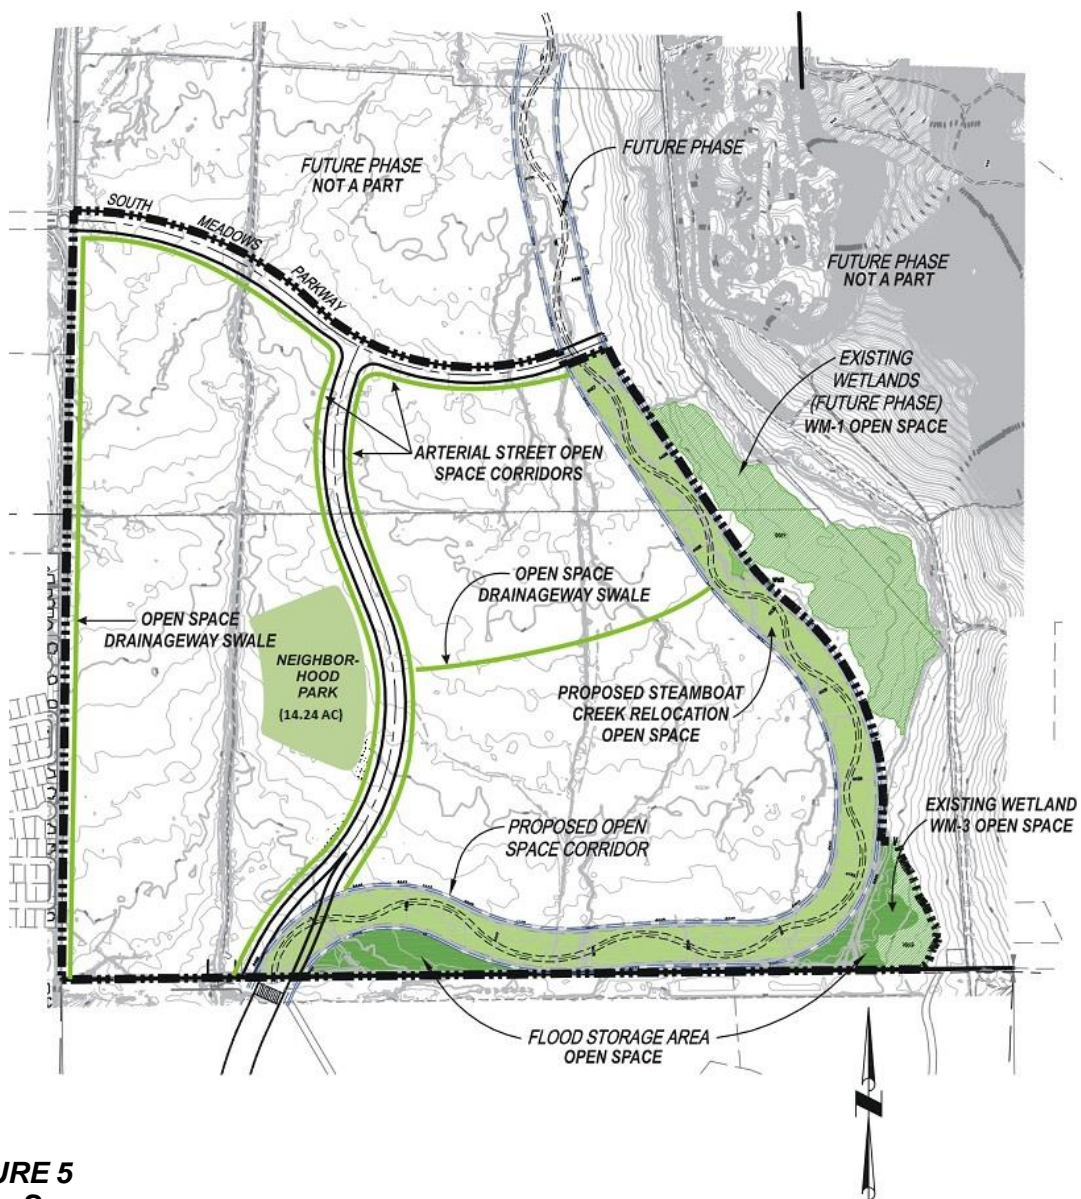 FUTURE PHASE
FUTURE PHASE
NOT A PART
SOUTH
MEADOWS
PARKWAY
FUTURE PHASE
NOT A PART
EXISTING
WETLANDS
(FUTURE PHASE)
WM-1 OPEN SPACE
ARTERIAL STREET OPEN
SPACE CORRIDORS
OPEN SPACE
DRAINAGEWAY SWALE
OPEN SPACE
DRAINAGEWAY SWALE
NEIGHBOR-
HOOD
PARK
(14.24 AC)
PROPOSED STEAMBOAT
CREEK RELOCATION
OPEN SPACE
EXISTING WETLAND
WM-3 OPEN SPACE
PROPOSED OPEN
SPACE CORRIDOR
FLOOD STORAGE AREA
OPEN SPACE
N
URE 5